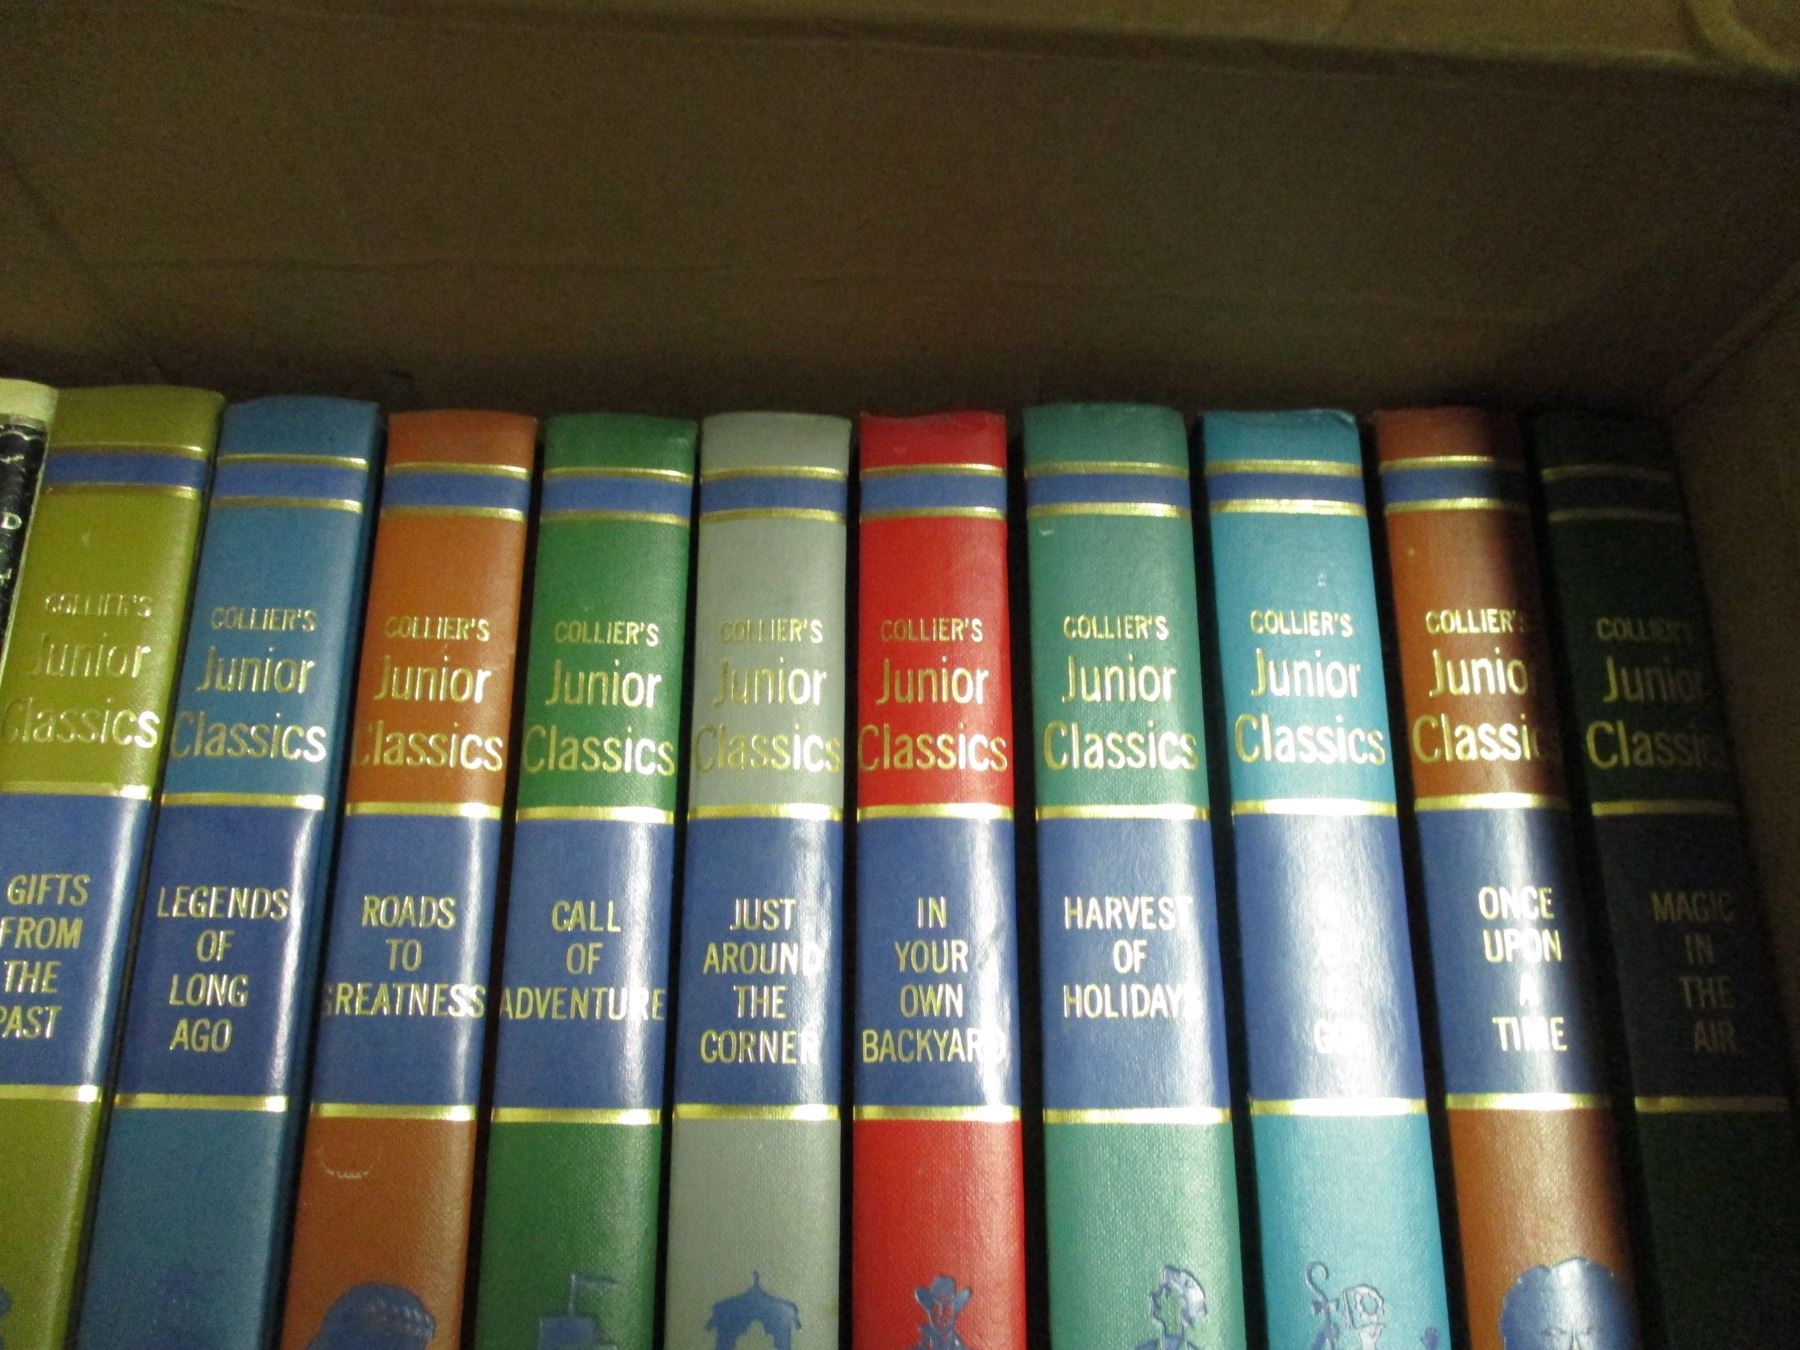 D
COLLIER'S
Junior
Classics
GIFTS
FROM
THE
PAST
COLLIER'S
Junior
Classics
LEGENDS
OF
LONG
AGO
COLLIER'S
Junior
Classics
ROADS
TO
GREATNESS
COLLIER'S
Junior
Classics
CALL
OF
ADVENTURE
COLLIER'S
Junior
Classics
JUST
AROUND
THE
CORNER
COLLIER'S
Junior
Classics
IN
YOUR
OWN
BACKYARD
COLLIER'S
Junior
Classics
HARVEST
OF
HOLIDAYS
COLLIER'S
Junior
Classics
COLLIER'S
Junior
Classics
ONCE
UPON
A
TIME
COLLIER'S
Junior
Classics
MAGIC
IN
THE
AIR